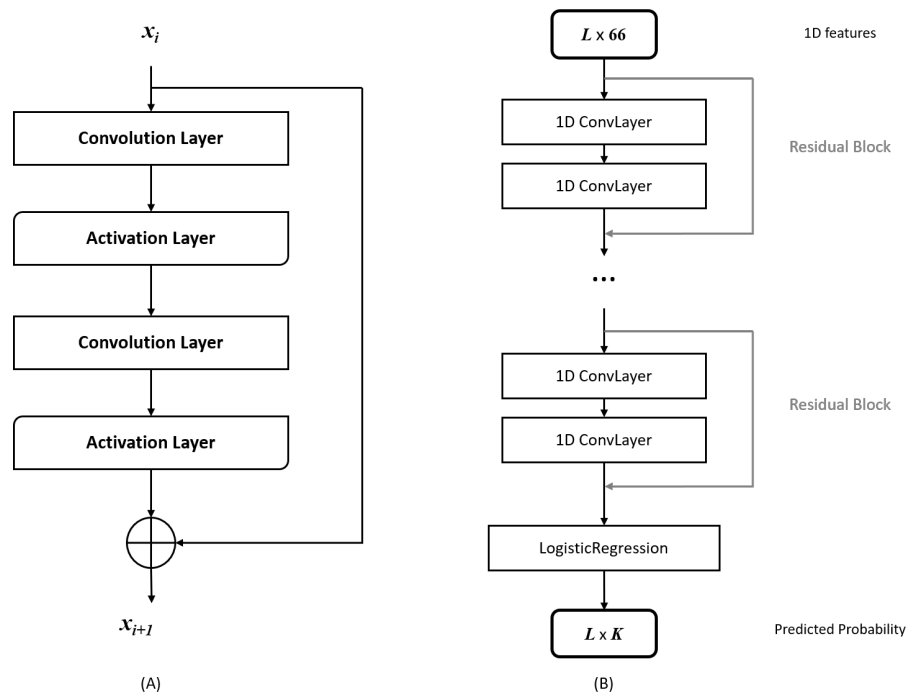 x_i
Convolution Layer
Activation Layer
Convolution Layer
Activation Layer
x_{i+1}
(A)
L x 66
1D features
1D ConvLayer
1D ConvLayer
Residual Block
...
1D ConvLayer
1D ConvLayer
Residual Block
LogisticRegression
L x K
Predicted Probability
(B)